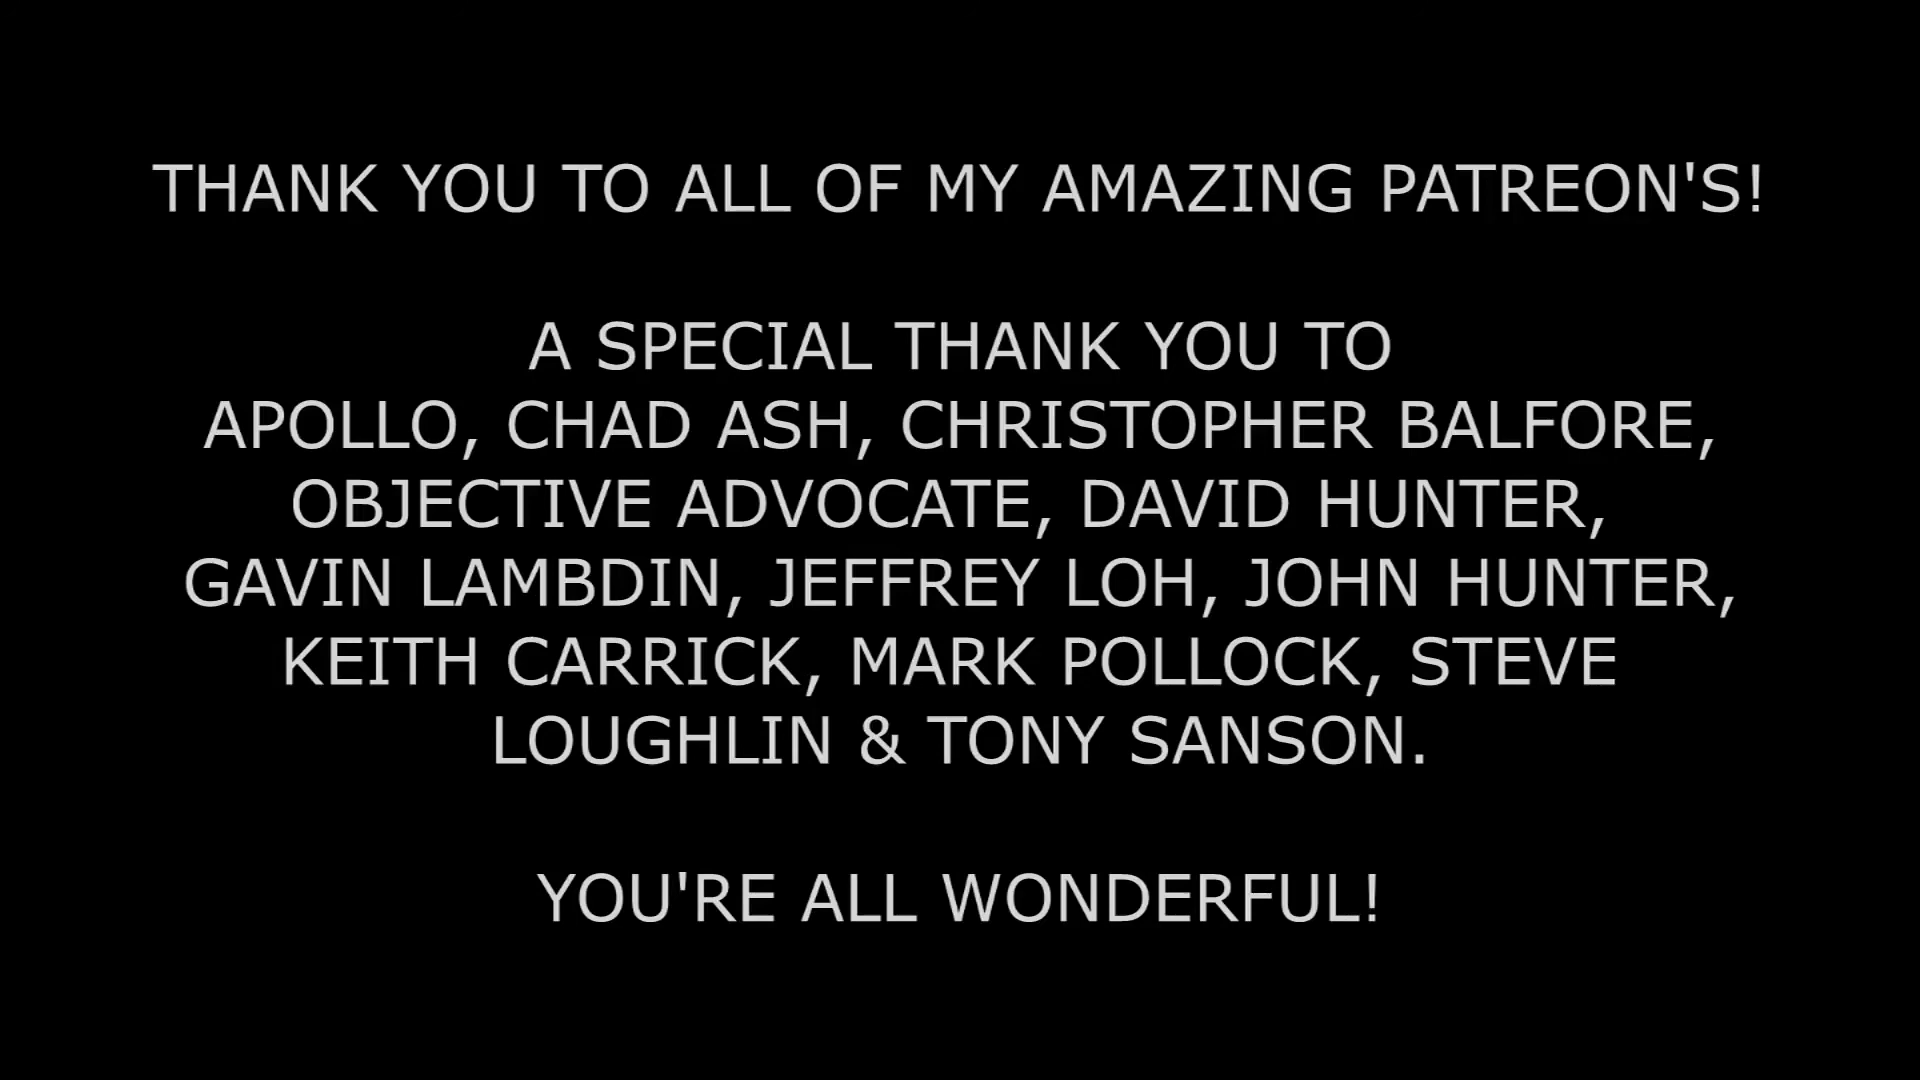 THANK YOU TO ALL OF MY AMAZING PATREON'S!
A SPECIAL THANK YOU TO
APOLLO, CHAD ASH, CHRISTOPHER BALFORE,
OBJECTIVE ADVOCATE, DAVID HUNTER,
GAVIN LAMBDIN, JEFFREY LOH, JOHN HUNTER,
KEITH CARRICK, MARK POLLOCK, STEVE
LOUGHLIN & TONY SANSON.
YOU'RE ALL WONDERFUL!